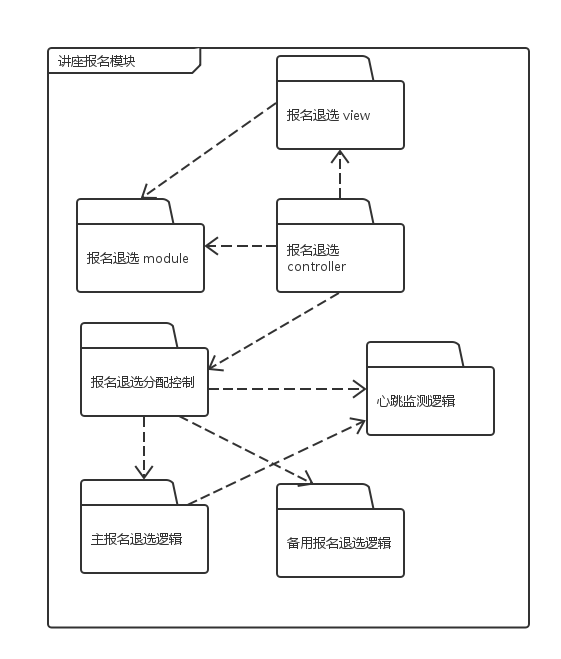 讲座报名模块
报名退选 view
报名退选 module
报名退选
controller
报名退选分配控制
心跳监测逻辑
主报名退选逻辑
备用报名退选逻辑